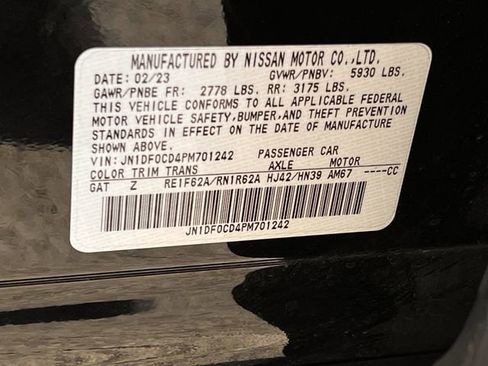 MANUFACTURED BY NISSAN MOTOR CO.,LTD.
DATE: 02/23 GVWR/PNBV: 5930 LBS.
GAWR/PNBE FR: 2778 LBS. RR: 3175 LBS.
THIS VEHICLE CONFORMS TO ALL APPLICABLE FEDERAL
MOTOR VEHICLE SAFETY,BUMPER,AND THEFT PREVENTION
STANDARDS IN EFFECT ON THE DATE OF MANUFACTURE
SHOWN ABOVE.
VIN: JN1DF0CD4PM701242 PASSENGER CAR
COLOR TRIM TRANS AXLE MOTOR
GAT Z RE1F62A/RN1R62A HJ42/HN39 AM67 ----CC
JN1DF0CD4PM701242